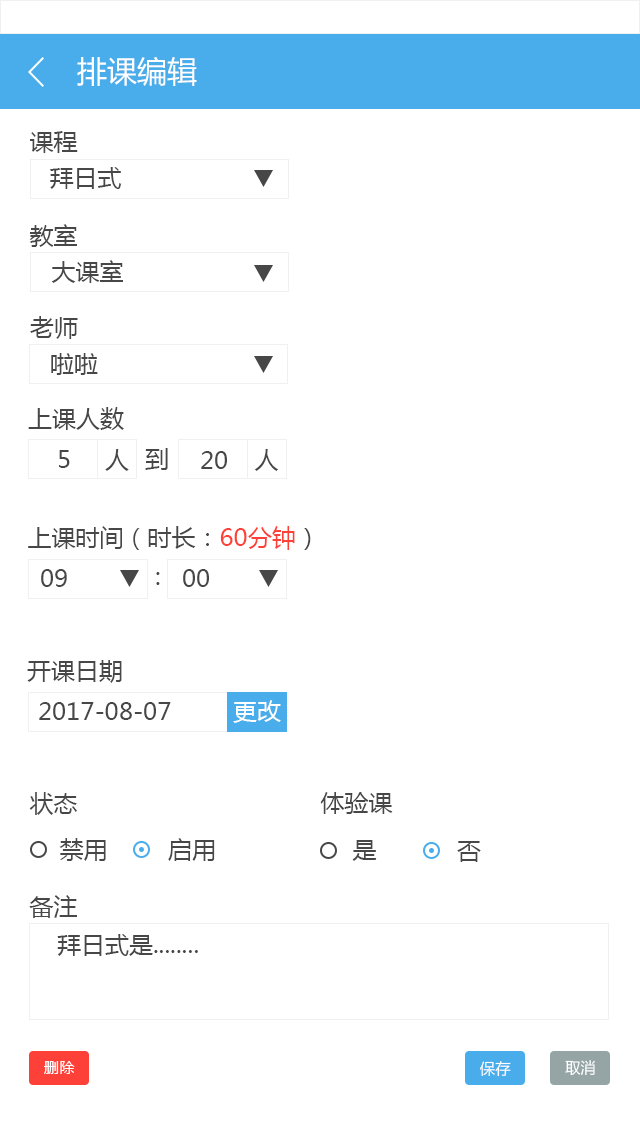 排课编辑
课程
拜日式
教室
大课室
老师
啦啦
上课人数
5 人 到 20 人
上课时间（时长：60分钟）
09 : 00
开课日期
2017-08-07 更改
状态 体验课
禁用 启用 是 否
备注
拜日式是........
删除 保存 取消